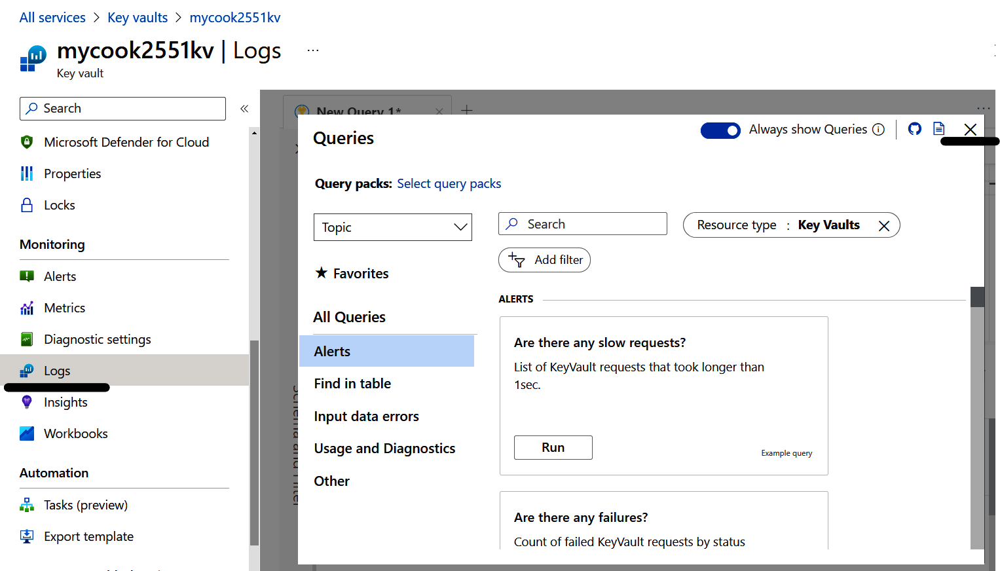 All services > Key vaults > mycook2551kv
mycook2551kv | Logs ...
Key vault
Search
«
Microsoft Defender for Cloud
Properties
Locks
Monitoring
Alerts
Metrics
Diagnostic settings
Logs
Insights
Workbooks
Automation
Tasks (preview)
Export template
New Query 1*
Queries
Always show Queries
Query packs: Select query packs
Topic
Search
Resource type : Key Vaults
Add filter
★ Favorites
All Queries
Alerts
Find in table
Input data errors
Usage and Diagnostics
Other
ALERTS
Are there any slow requests?
List of KeyVault requests that took longer than
1sec.
Run
Example query
Are there any failures?
Count of failed KeyVault requests by status